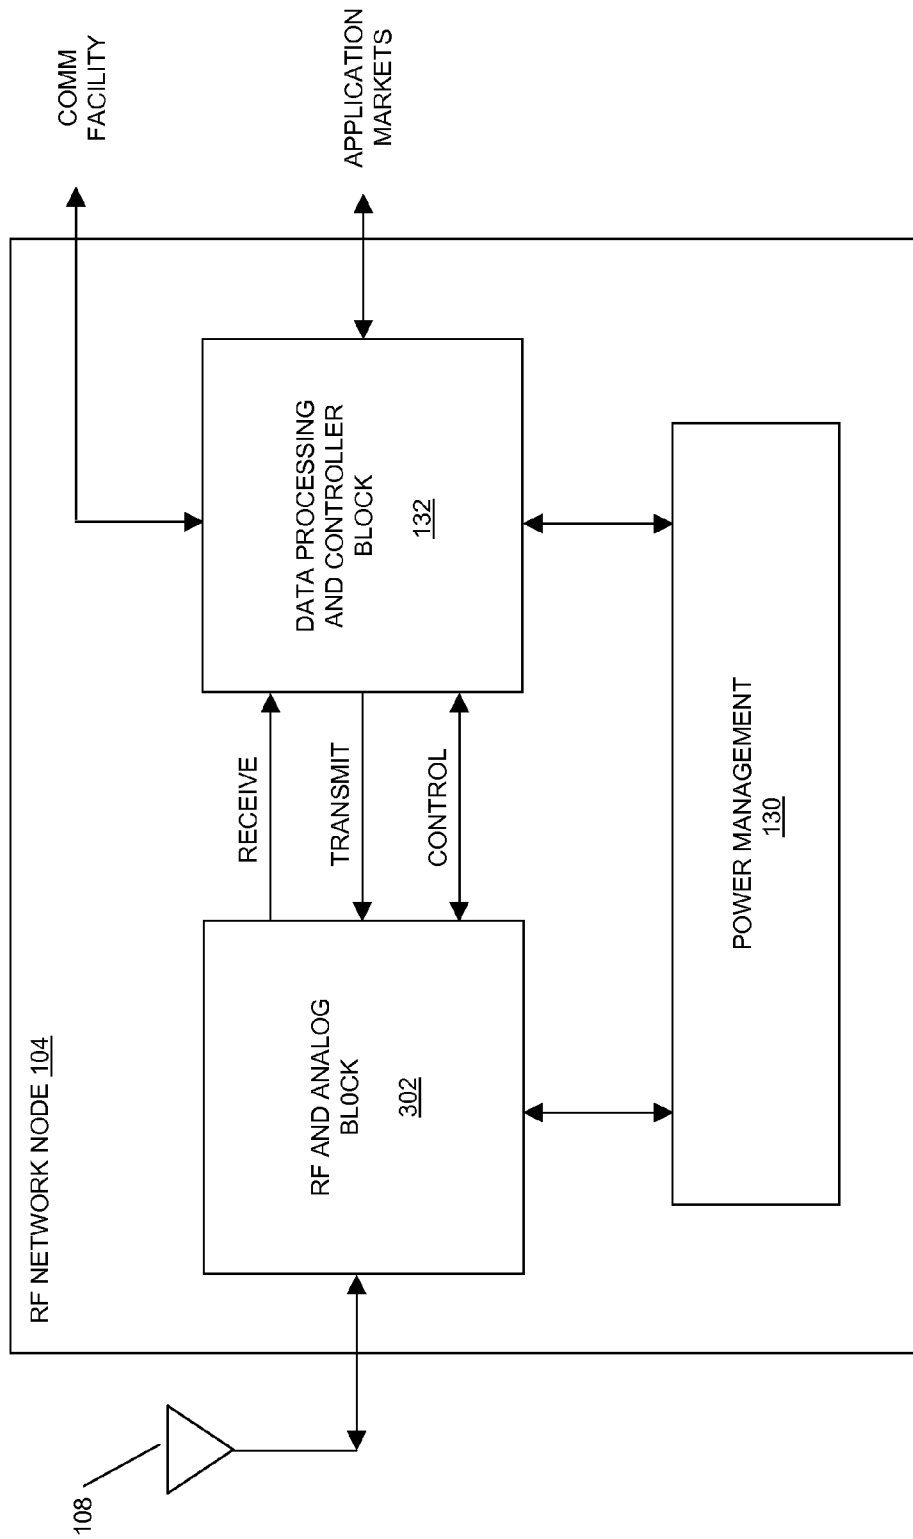 RF NETWORK NODE 104
COMM
FACILITY
APPLICATION
MARKETS
108
RF AND ANALOG
BLOCK
302
RECEIVE
TRANSMIT
CONTROL
DATA PROCESSING
AND CONTROLLER
BLOCK
132
POWER MANAGEMENT
130